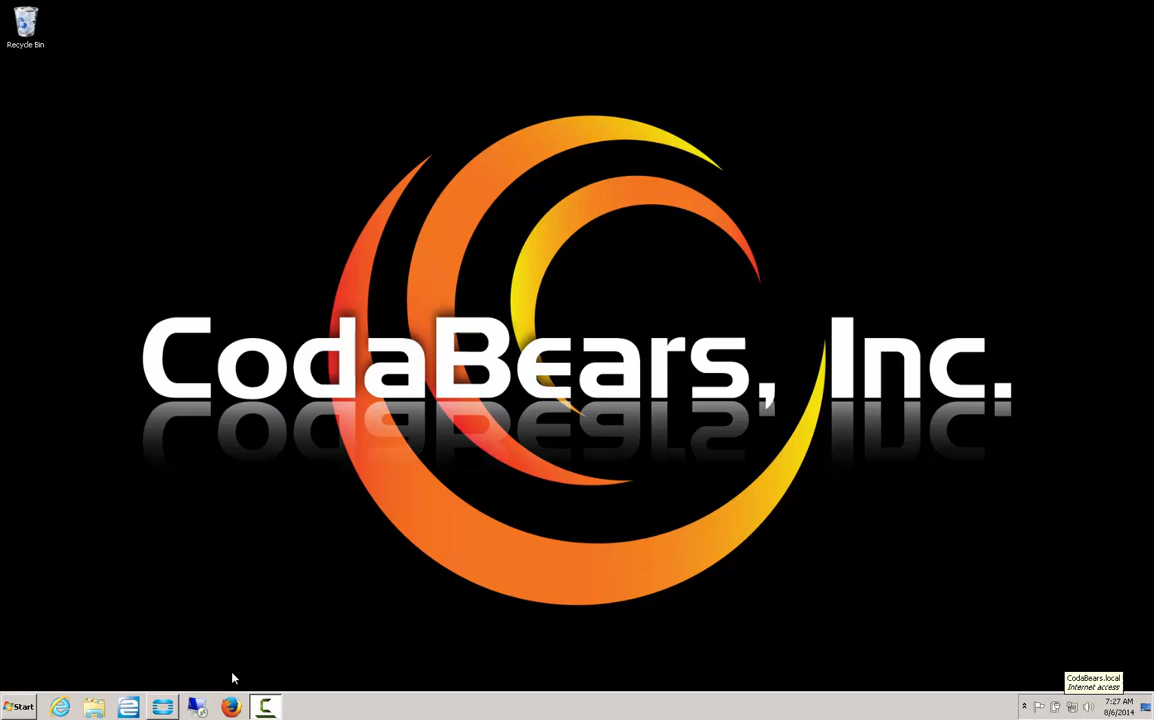 Recycle Bin
CodaBears, Inc.
CodaBears.local
Internet access
Start
7:27 AM
8/6/2014